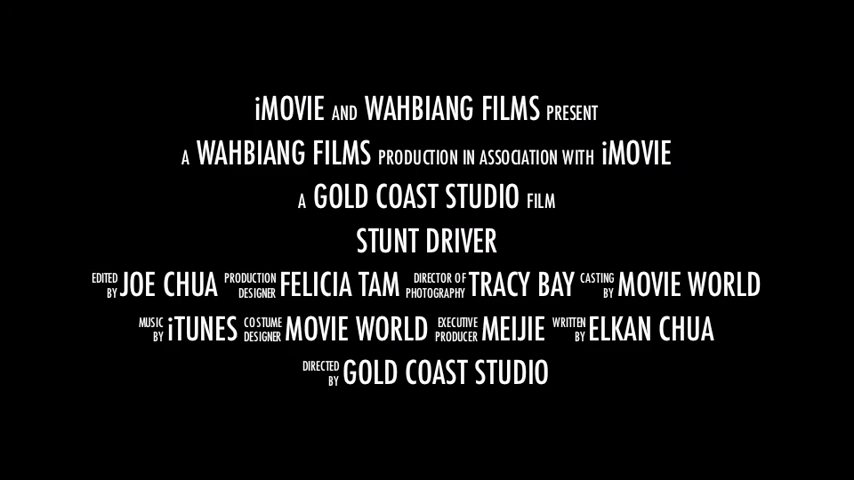 iMOVIE AND WAHBIANG FILMS PRESENT
A WAHBIANG FILMS PRODUCTION IN ASSOCIATION WITH iMOVIE
A GOLD COAST STUDIO FILM
STUNT DRIVER
EDITED BY JOE CHUA PRODUCTION DESIGNER FELICIA TAM DIRECTOR OF PHOTOGRAPHY TRACY BAY CASTING BY MOVIE WORLD
MUSIC BY iTUNES COSTUME DESIGNER MOVIE WORLD EXECUTIVE PRODUCER MEIJIE WRITTEN BY ELKAN CHUA
DIRECTED BY GOLD COAST STUDIO